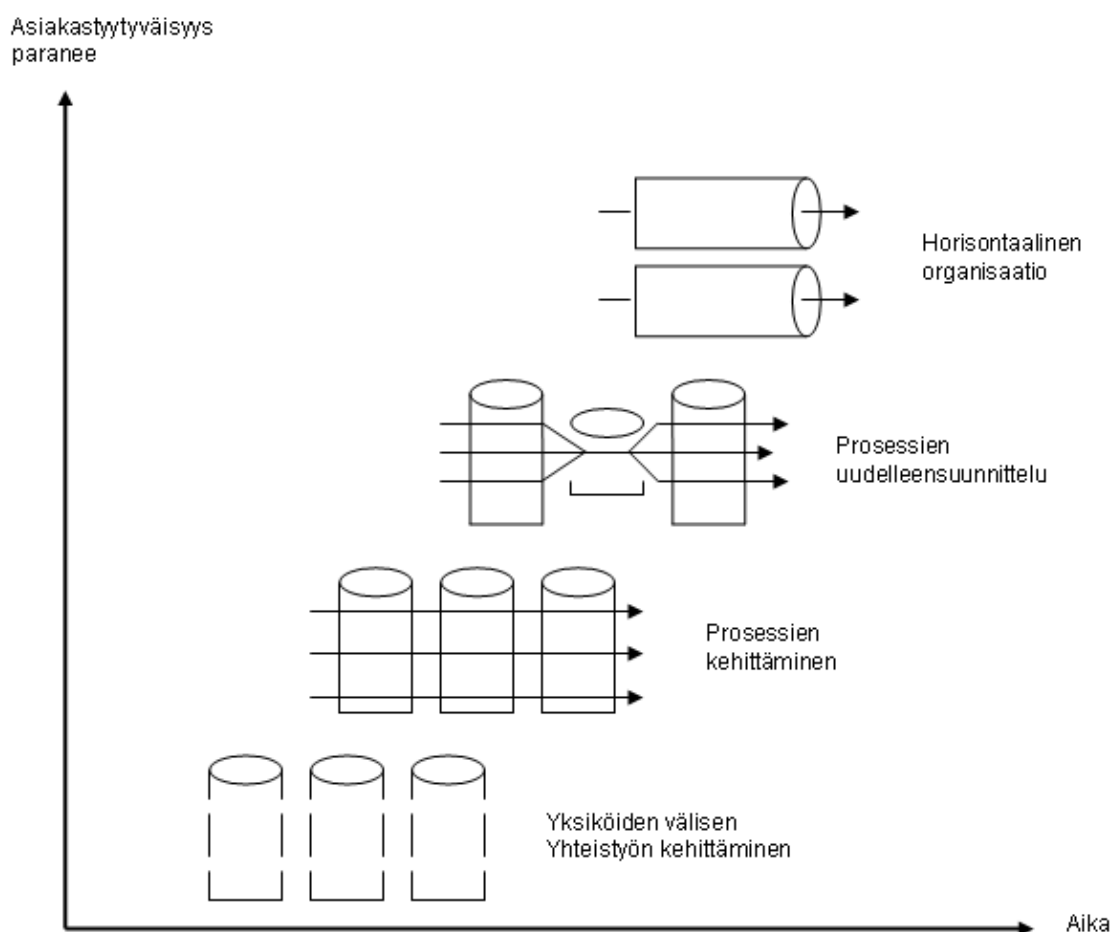 Asiakastyytyväisyys
paranee
Horisontaalinen
organisaatio
Prosessien
uudelleensuunnittelu
Prosessien
kehittäminen
Yksiköiden välisen
Yhteistyön kehittäminen
Aika